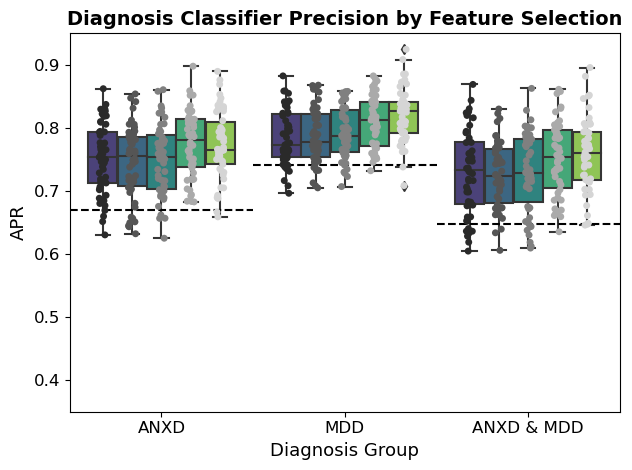 Diagnosis Classifier Precision by Feature Selection
0.9
0.8
0.7
0.6
0.5
0.4
APR
ANXD MDD ANXD & MDD
Diagnosis Group